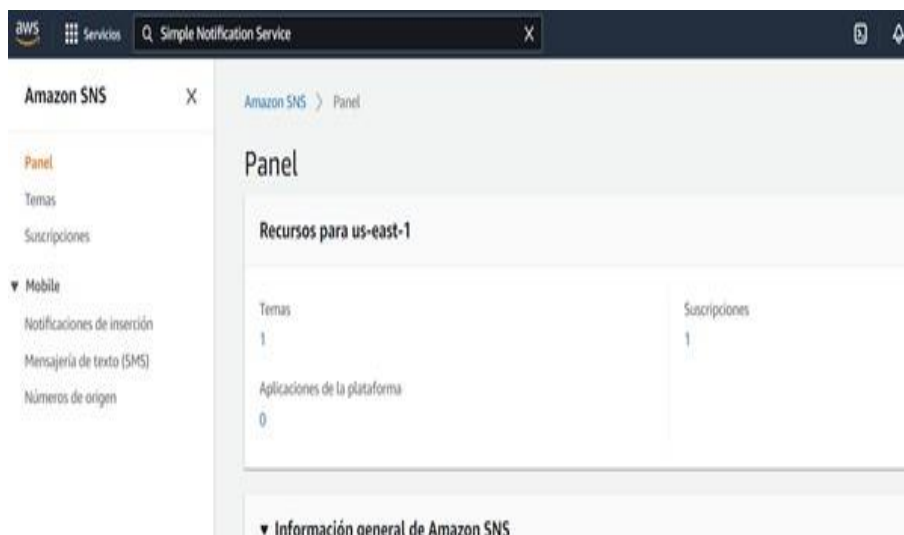 aws Servicios Simple Notification Service X
Amazon SNS X
Panel
Temas
Suscripciones
Mobile
Notificaciones de inserción
Mensajería de texto (SMS)
Números de origen
Amazon SNS > Panel
Panel
Recursos para us-east-1
Temas Suscripciones
1 1
Aplicaciones de la plataforma
0
Información general de Amazon SNS